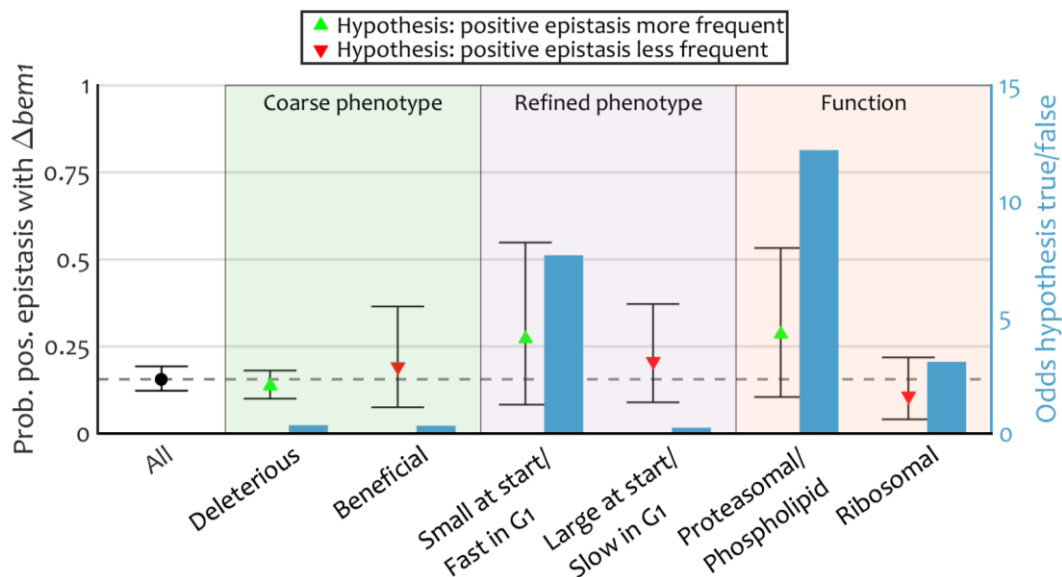 Hypothesis: positive epistasis more frequent
Hypothesis: positive epistasis less frequent
Prob. pos. epistasis with Δbem1
Odds hypothesis true/false
Coarse phenotype
Refined phenotype
Function
1
0.75
0.5
0.25
0
15
10
5
0
All
Deleterious
Beneficial
Small at start/
Fast in G1
Large at start/
Slow in G1
Proteasomal/
Phospholipid
Ribosomal